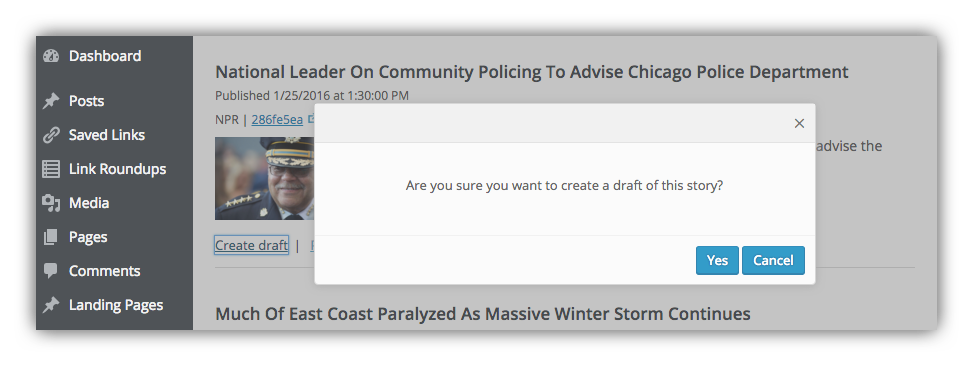 Dashboard
Posts
Saved Links
Link Roundups
Media
Pages
Comments
Landing Pages
National Leader On Community Policing To Advise Chicago Police Department
Published 1/25/2016 at 1:30:00 PM
NPR | 286fe5ea
advise the
Create draft |
×
Are you sure you want to create a draft of this story?
Yes
Cancel
Much Of East Coast Paralyzed As Massive Winter Storm Continues